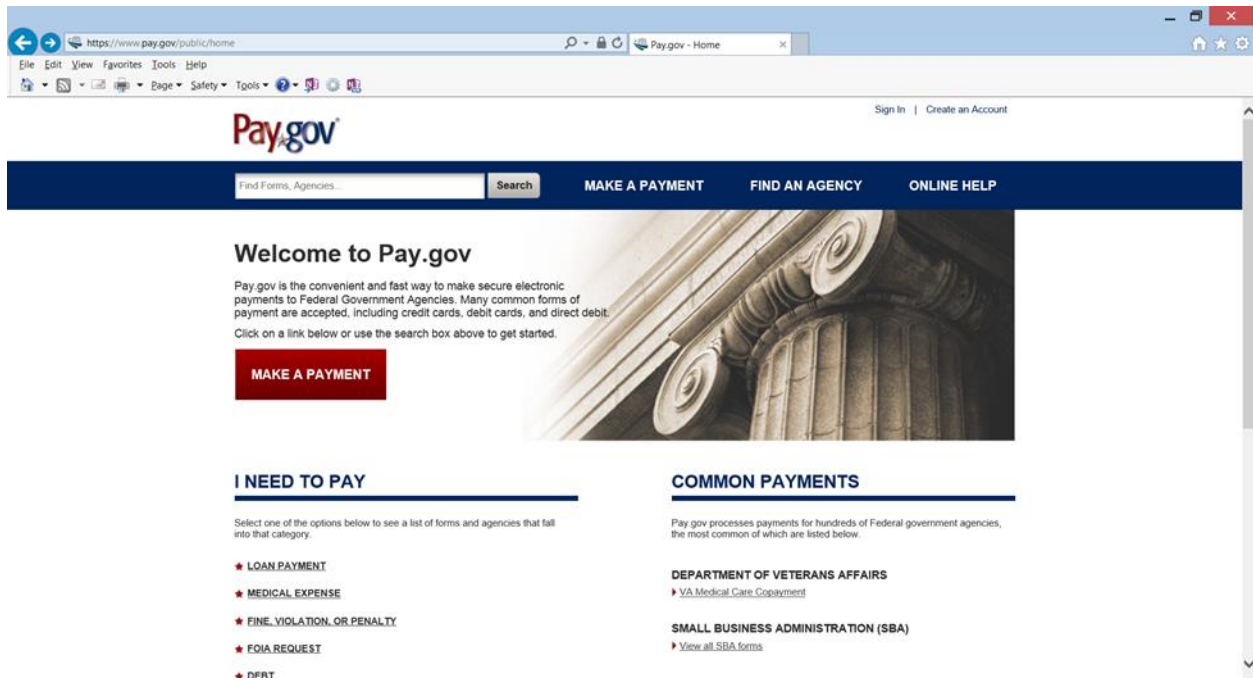 https://www.pay.gov/public/home
Pay.gov - Home
File Edit View Favorites Tools Help
Page Safety Tools
Sign In | Create an Account
Pay.gov
Find Forms, Agencies...
Search
MAKE A PAYMENT
FIND AN AGENCY
ONLINE HELP
Welcome to Pay.gov
Pay.gov is the convenient and fast way to make secure electronic
payments to Federal Government Agencies. Many common forms of
payment are accepted, including credit cards, debit cards, and direct debit.
Click on a link below or use the search box above to get started.
MAKE A PAYMENT
I NEED TO PAY
Select one of the options below to see a list of forms and agencies that fall
into that category.
LOAN PAYMENT
MEDICAL EXPENSE
FINE, VIOLATION, OR PENALTY
FOIA REQUEST
DEBT
COMMON PAYMENTS
Pay.gov processes payments for hundreds of Federal government agencies,
the most common of which are listed below.
DEPARTMENT OF VETERANS AFFAIRS
VA Medical Care Copayment
SMALL BUSINESS ADMINISTRATION (SBA)
View all SBA forms